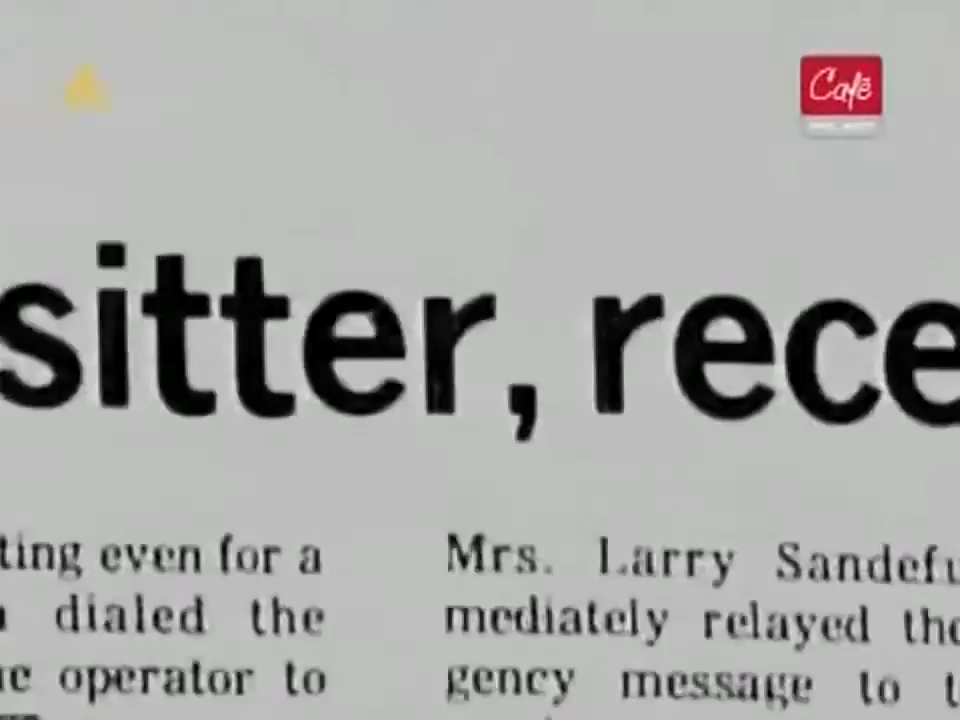 Café
sitter, rece
ting even for a
dialed the
operator to
Mrs. Larry Sandefu
mediately relayed the
gency message to t